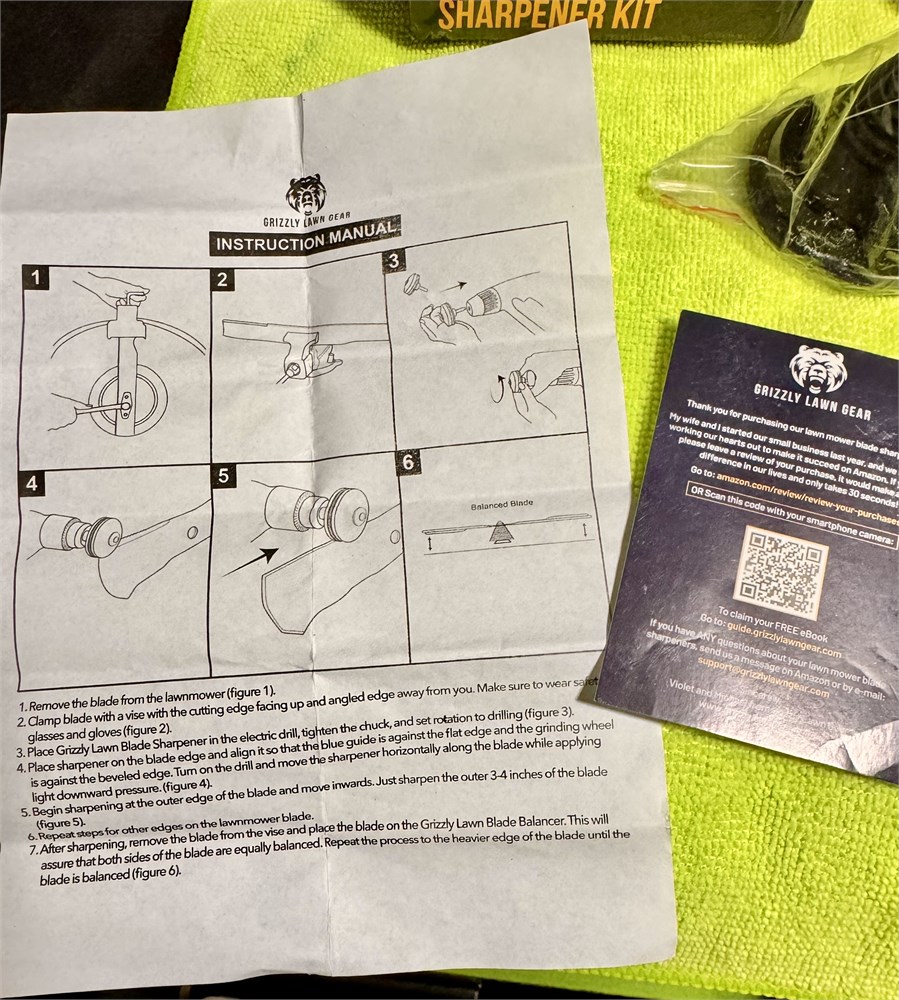 SHARPENER KIT
GRIZZLY LAWN GEAR
INSTRUCTION MANUAL
1
2
3
4
5
6
Balanced Blade
1. Remove the blade from the lawnmower (figure 1).
2. Clamp blade with a vise with the cutting edge facing up and angled edge away from you. Make sure to wear safet
glasses and gloves (figure 2).
3. Place Grizzly Lawn Blade Sharpener in the electric drill, tighten the chuck, and set rotation to drilling (figure 3).
4. Place sharpener on the blade edge and align it so that the blue guide is against the flat edge and the grinding wheel
is against the beveled edge. Turn on the drill and move the sharpener horizontally along the blade while applying
light downward pressure. (figure 4).
5. Begin sharpening at the outer edge of the blade and move inwards. Just sharpen the outer 3-4 inches of the blade
(figure 5).
6. Repeat steps for other edges on the lawnmower blade.
7. After sharpening, remove the blade from the vise and place the blade on the Grizzly Lawn Blade Balancer. This will
assure that both sides of the blade are equally balanced. Repeat the process to the heavier edge of the blade until the
blade is balanced (figure 6).
GRIZZLY LAWN GEAR
Thank you for purchasing our lawn mower blade shar
My wife and I started our small business last year, and we
working our hearts out to make it succeed on Amazon. If
please leave a review of your purchase, it would make a
difference in our lives and only takes 30 seconds!
Go to: amazon.com/review/review-your-purchases
OR Scan this code with your smartphone camera:
To claim your FREE eBook
Go to: guide.grizzlylawngear.com
If you have ANY questions about your lawn mower blade
sharpeners, send us a message on Amazon or by e-mail:
support@grizzlylawngear.com
Violet and
www.